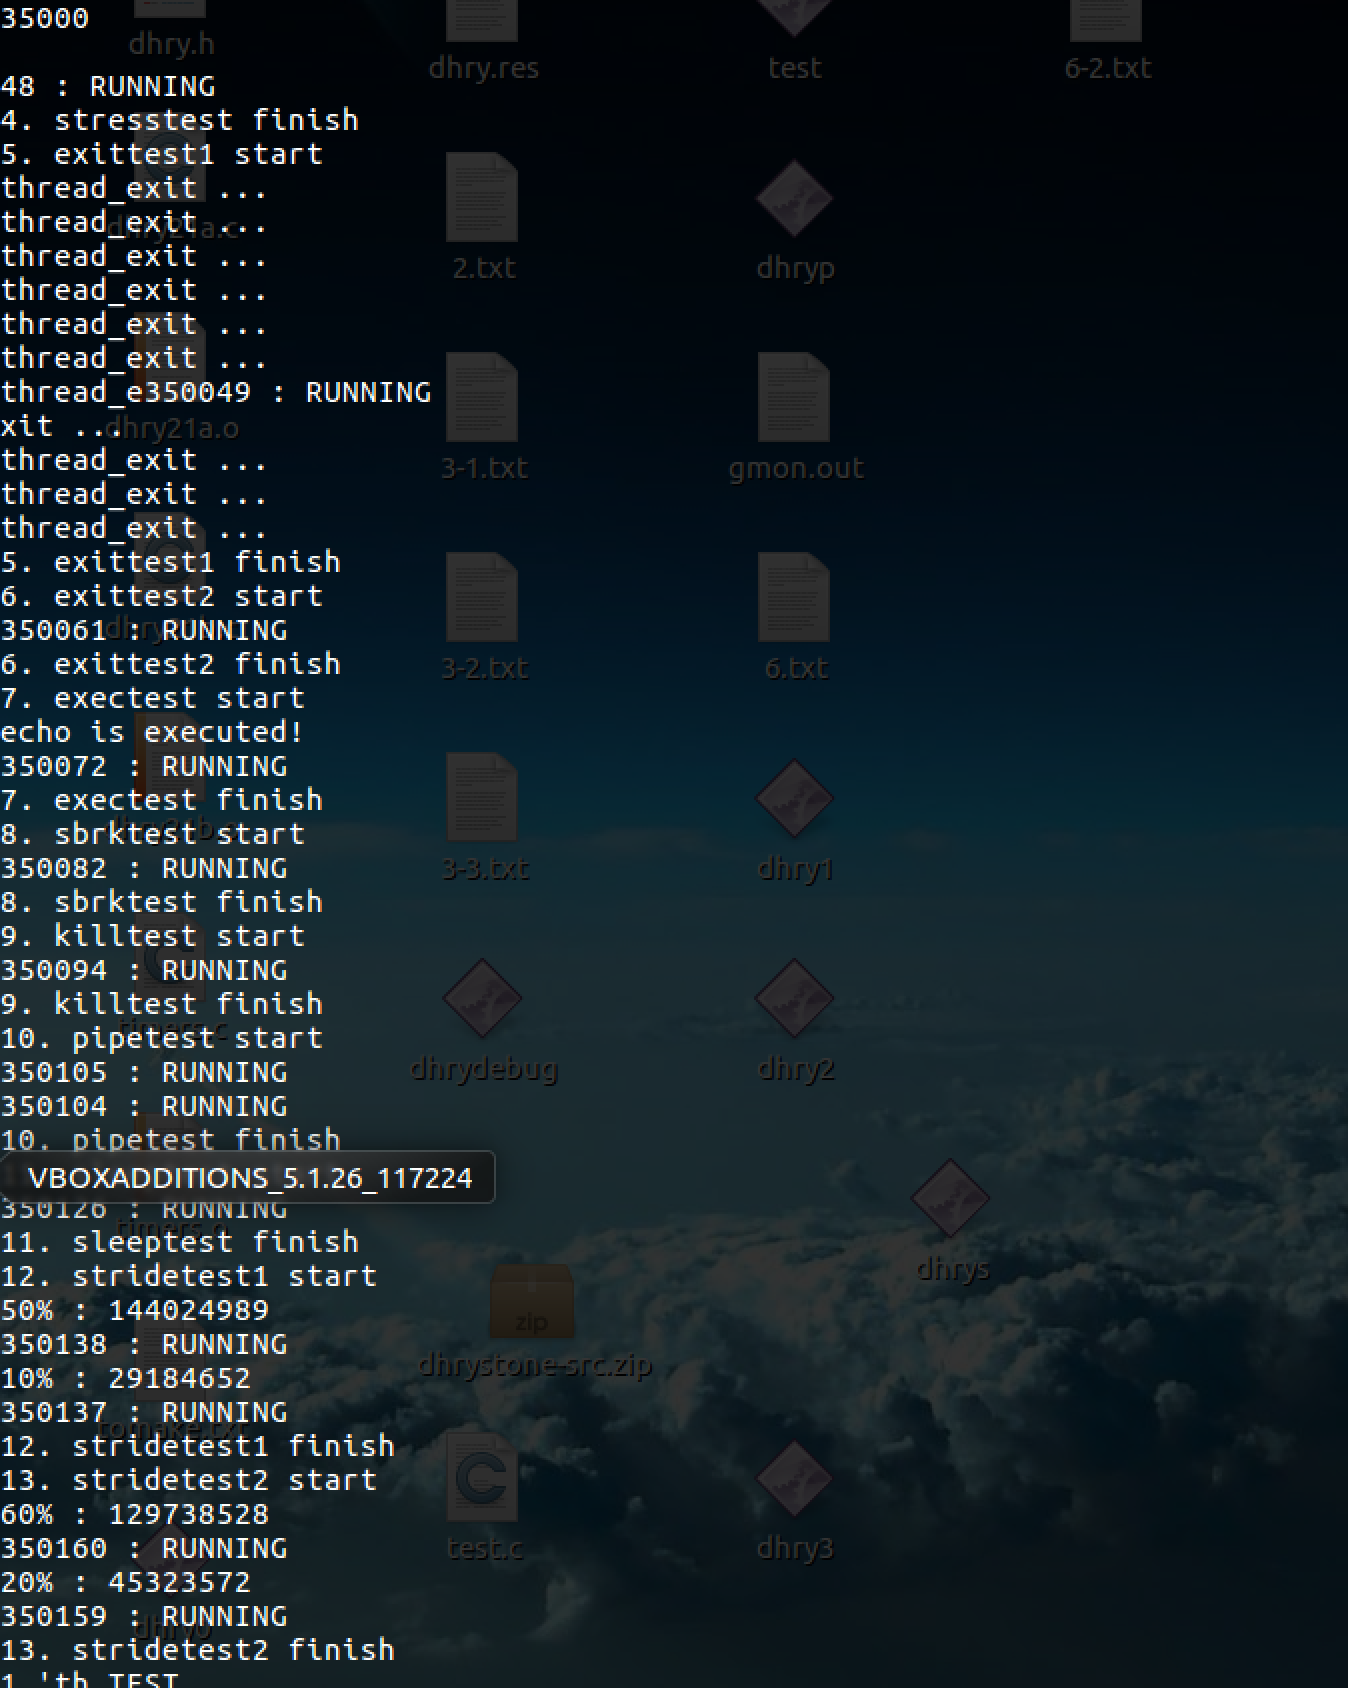 35000
dhry.h
dhry.res
test
6-2.txt
48 : RUNNING
4. stresstest finish
5. exittest1 start
thread_exit ...
thread_exit ...
dhry21a.c
thread_exit ...
2.txt
dhryp
thread_exit ...
thread_exit ...
thread_exit ...
thread_e350049 : RUNNING
xit ...
dhry21a.o
thread_exit ...
3-1.txt
gmon.out
thread_exit ...
thread_exit ...
5. exittest1 finish
6. exittest2 start
350061 : RUNNING
6. exittest2 finish
3-2.txt
6.txt
7. exectest start
echo is executed!
350072 : RUNNING
7. exectest finish
8. sbrktest start
350082 : RUNNING
3-3.txt
dhry1
8. sbrktest finish
9. killtest start
350094 : RUNNING
9. killtest finish
timers.c
10. pipetest start
350105 : RUNNING
dhrydebug
dhry2
350104 : RUNNING
10. pipetest finish
VBOXADDITIONS_5.1.26_117224
350126 : RUNNING
timers.o
11. sleeptest finish
12. stridetest1 start
dhrys
50% : 144024989
zip
350138 : RUNNING
dhrystone-src.zip
10% : 29184652
350137 : RUNNING
tomake.txt
12. stridetest1 finish
13. stridetest2 start
60% : 129738528
350160 : RUNNING
test.c
dhry3
20% : 45323572
350159 : RUNNING
13. stridetest2 finish
1 'th TEST